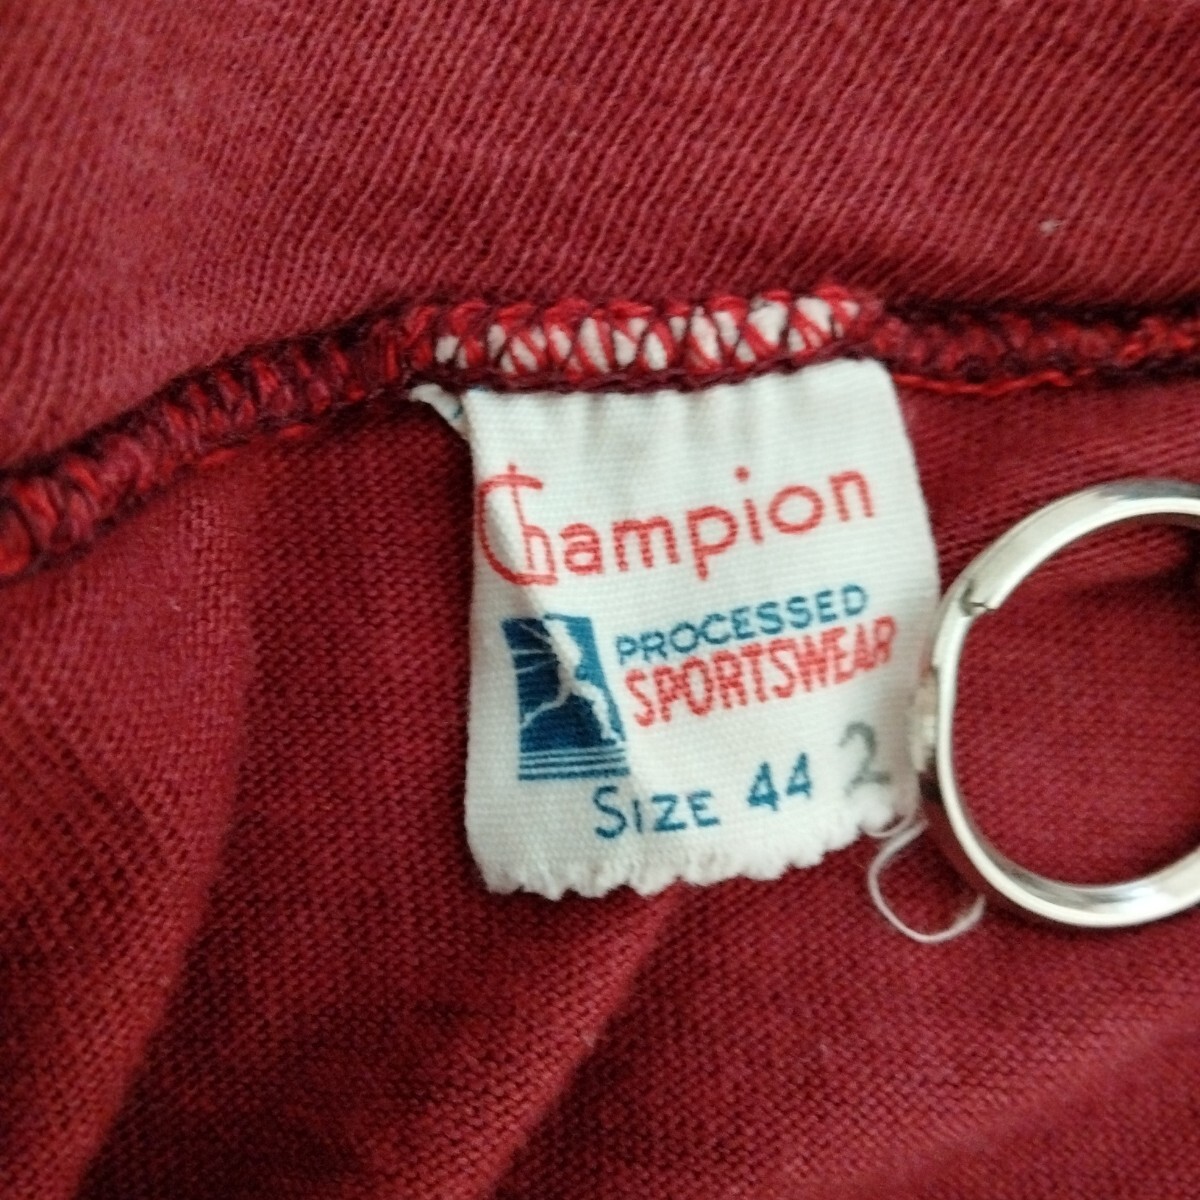 Champion
PROCESSED
SPORTSWEAR
SIZE 44 2